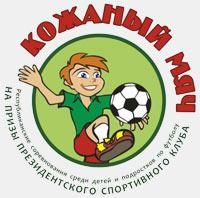 КОЖАНЫЙ МЯЧ
Республиканские соревнования среди детей и подростков по футболу
НА ПРИЗЫ ПРЕЗИДЕНТСКОГО СПОРТИВНОГО КЛУБА